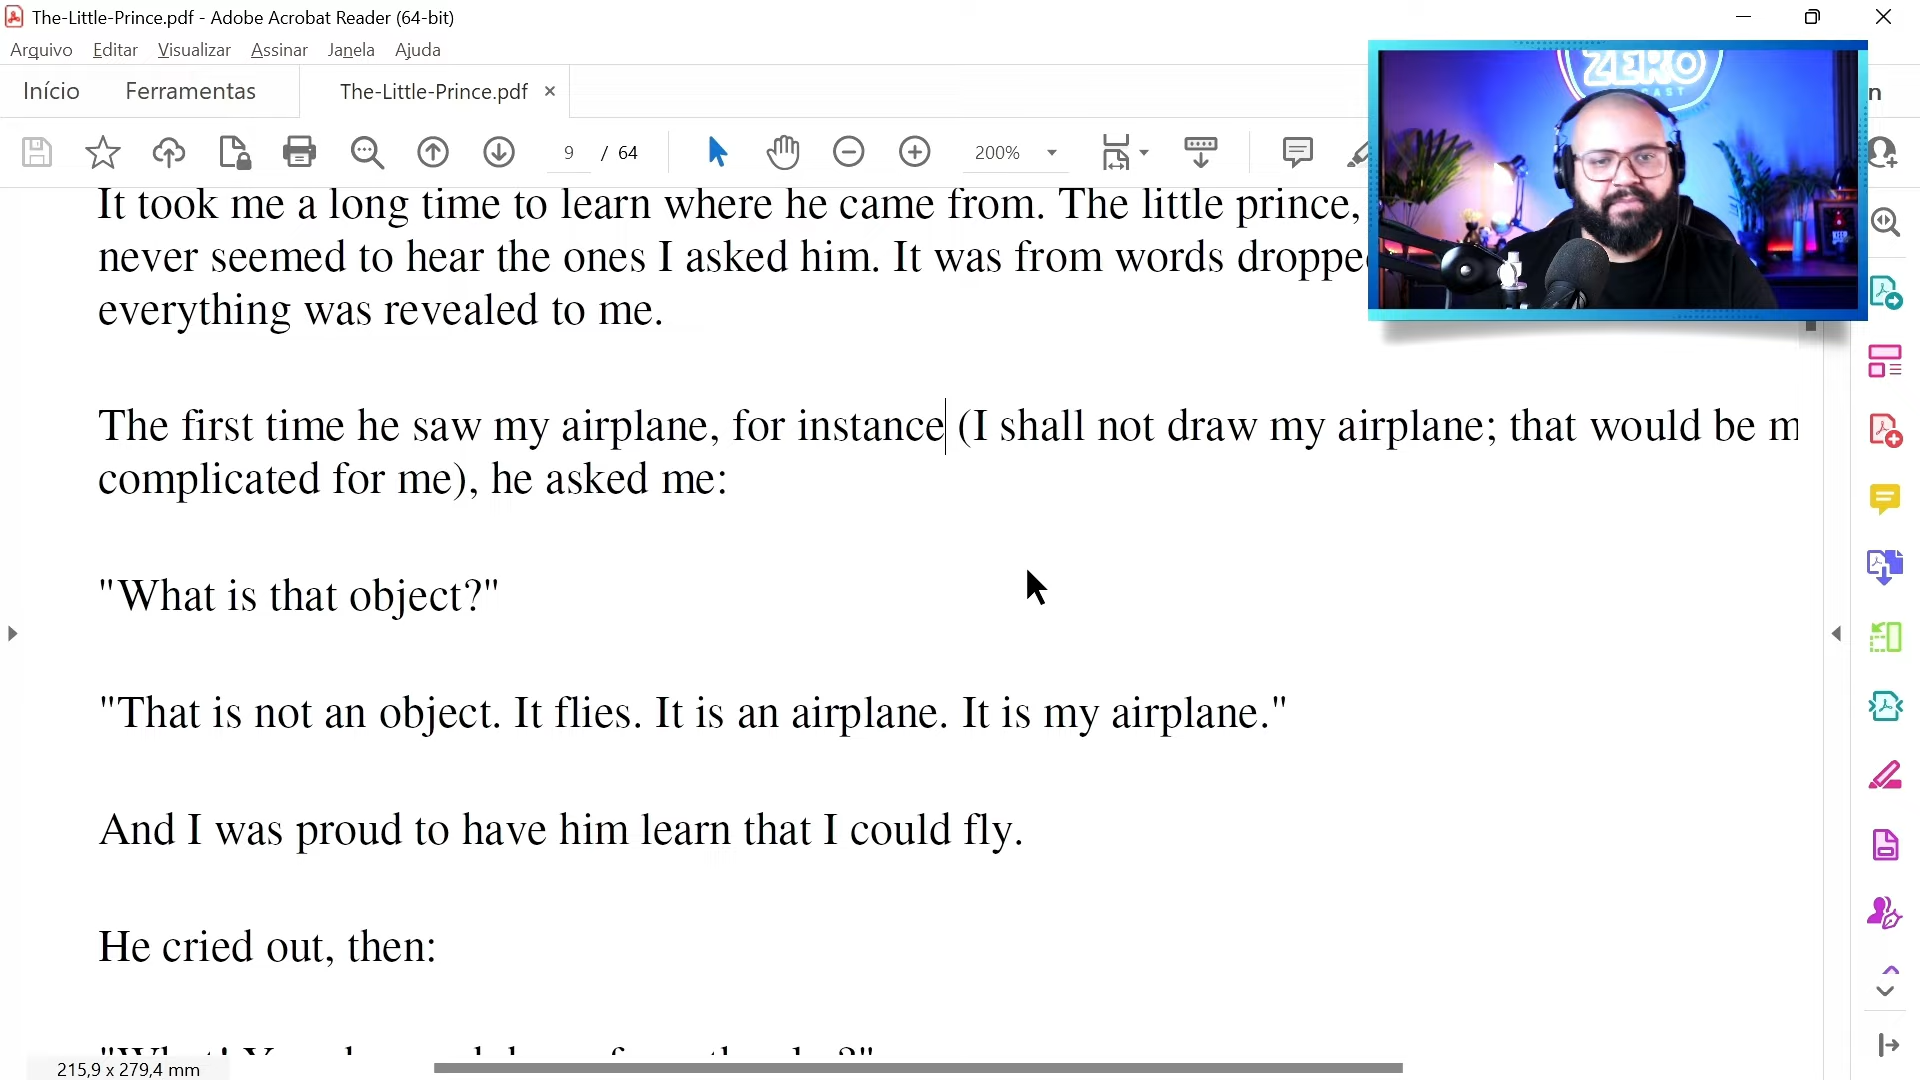 The-Little-Prince.pdf - Adobe Acrobat Reader (64-bit)
Arquivo Editar Visualizar Assinar Janela Ajuda
Início Ferramentas The-Little-Prince.pdf
9 / 64 200%
ZERO
It took me a long time to learn where he came from. The little prince,
never seemed to hear the ones I asked him. It was from words droppe
everything was revealed to me.
The first time he saw my airplane, for instance (I shall not draw my airplane; that would be m
complicated for me), he asked me:
"What is that object?"
"That is not an object. It flies. It is an airplane. It is my airplane."
And I was proud to have him learn that I could fly.
He cried out, then:
215,9 x 279,4 mm